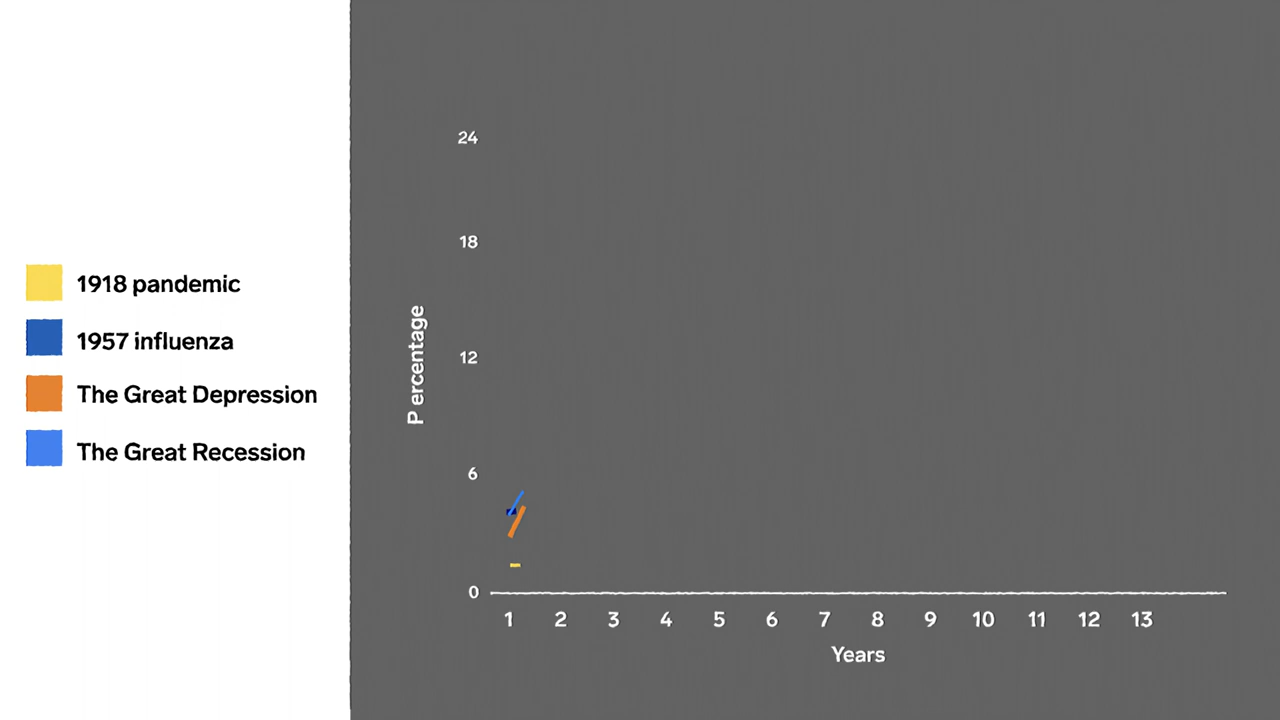 1918 pandemic
1957 influenza
The Great Depression
The Great Recession
P ercentage
24
18
12
6
0
1 2 3 4 5 6 7 8 9 10 11 12 13
Years